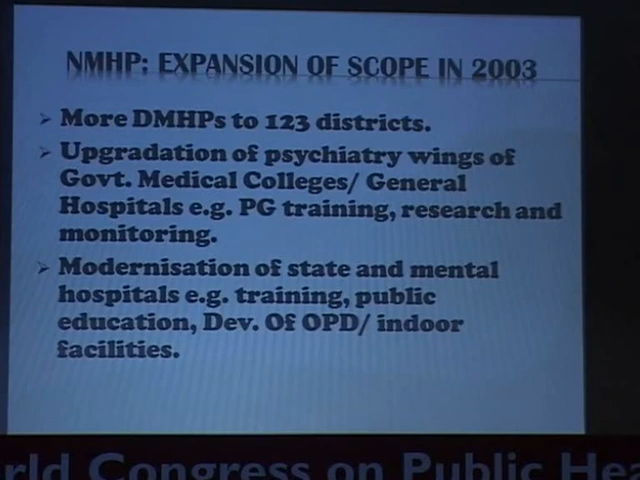 NMHP: EXPANSION OF SCOPE IN 2003
➢ More DMHPs to 123 districts.
➢ Upgradation of psychiatry wings of
Govt. Medical Colleges/ General
Hospitals e.g. PG training, research and
monitoring.
➢ Modernisation of state and mental
hospitals e.g. training, public
education, Dev. Of OPD/ indoor
facilities.
rld Congress on Public Hea